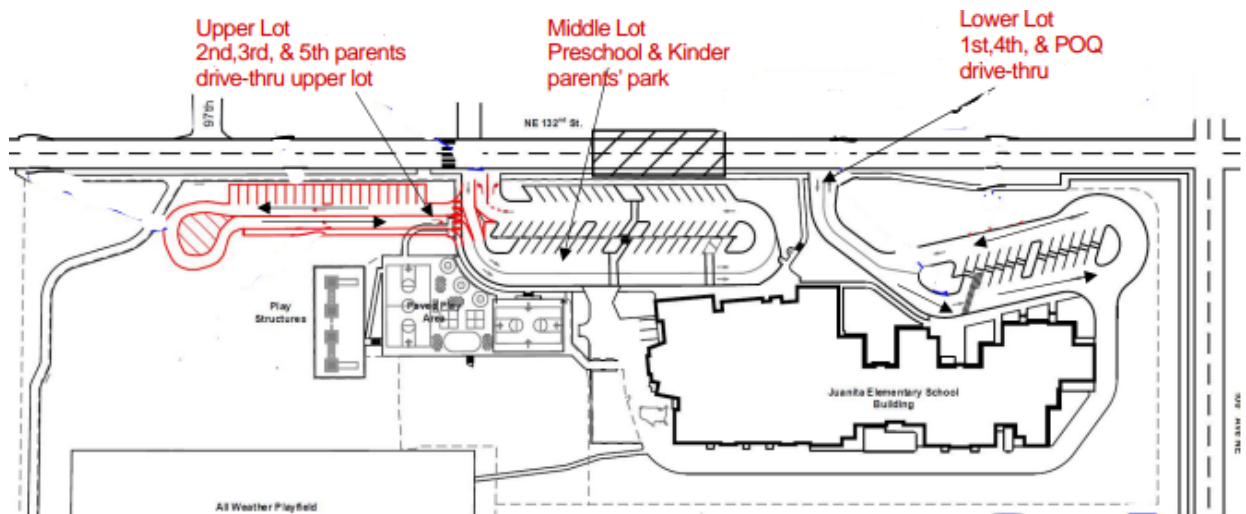 Upper Lot
2nd,3rd, & 5th parents
drive-thru upper lot
Middle Lot
Preschool & Kinder
parents' park
Lower Lot
1st,4th, & POQ
drive-thru
97th
NE 132nd St.
Play
Structures
Paved Play
Area
Juanita Elementary School
Building
AVE NE
All Weather Playfield